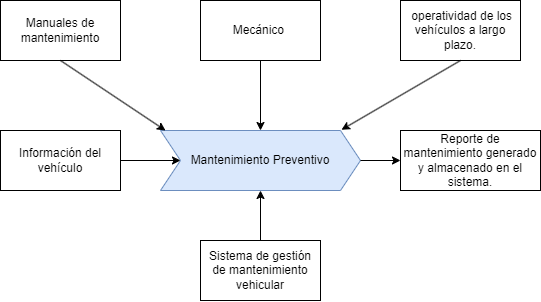 Manuales de
mantenimiento
Mecánico
operatividad de los
vehículos a largo
plazo.
Información del
vehículo
Mantenimiento Preventivo
Reporte de
mantenimiento generado
y almacenado en el
sistema.
Sistema de gestión
de mantenimiento
vehicular